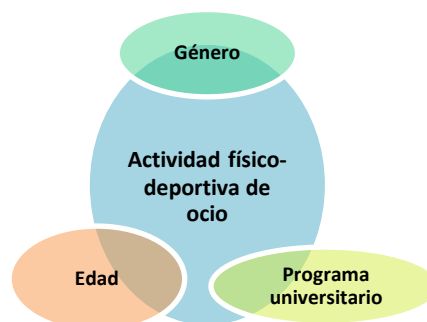 Género
Actividad físico-
deportiva de
ocio
Edad
Programa
universitario